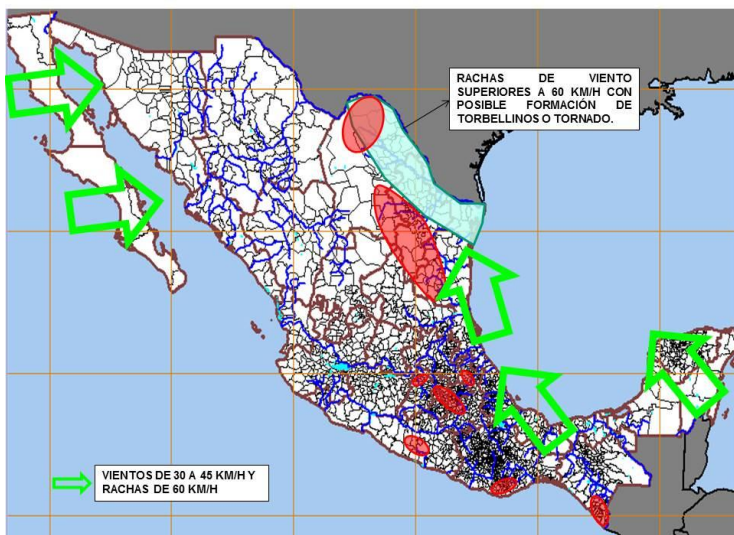 RACHAS DE VIENTO
SUPERIORES A 60 KM/H CON
POSIBLE FORMACIÓN DE
TORBELLINOS O TORNADO.
VIENTOS DE 30 A 45 KM/H Y
RACHAS DE 60 KM/H